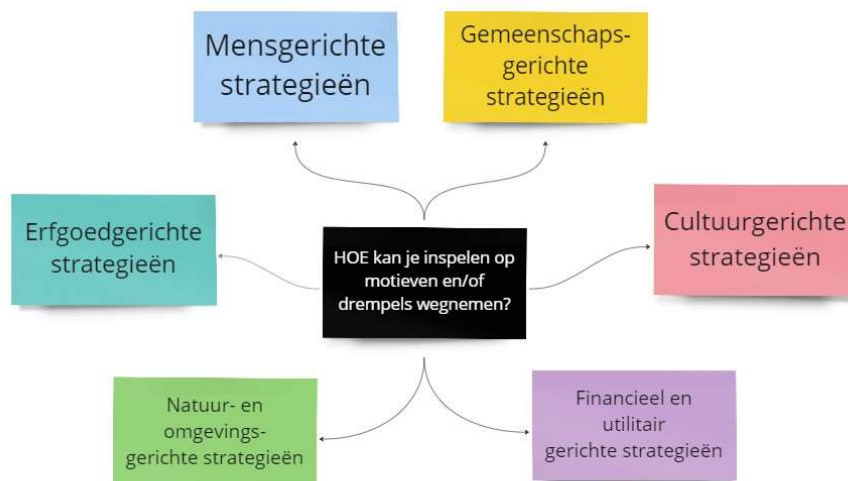 Mensgerichte
strategieën
Gemeenschaps-
gerichte
strategieën
Erfgoedgerichte
strategieën
HOE kan je inspelen op
motieven en/of
drempels wegnemen?
Cultuurgerichte
strategieën
Natuur- en
omgevings-
gerichte strategieën
Financieel en
utilitair
gerichte strategieën